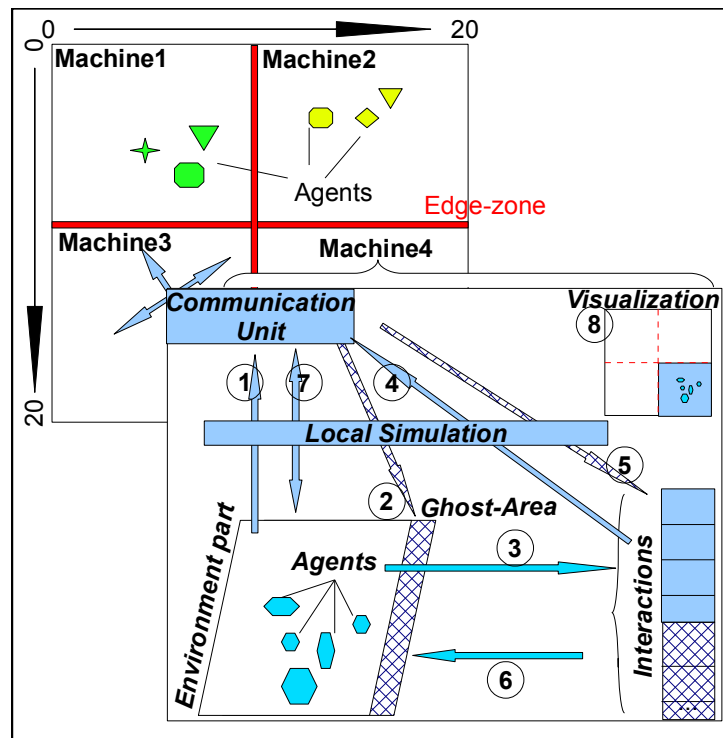 0
20
0
Machine1
Machine2
Agents
Edge-zone
Machine3
Machine4
20
Communication
Unit
Visualization
8
1
7
4
Local Simulation
5
2
Ghost-Area
3
Environment part
Agents
Interactions
6
...